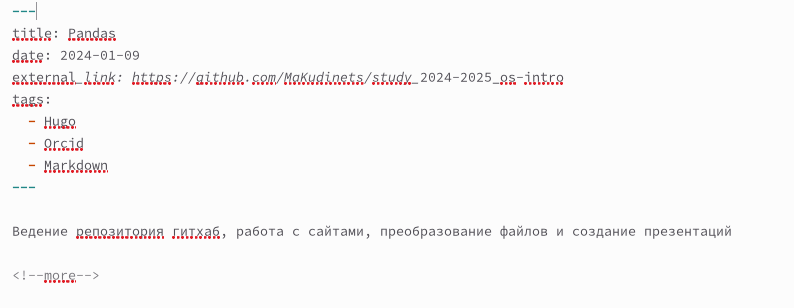 ---
title: Pandas
date: 2024-01-09
external_link: https://github.com/MaKudinets/study_2024-2025_os-intro
tags:
  - Hugo
  - Orcid
  - Markdown
---
Ведение репозитория гитхаб, работа с сайтами, преобразование файлов и создание презентаций
<!--more-->